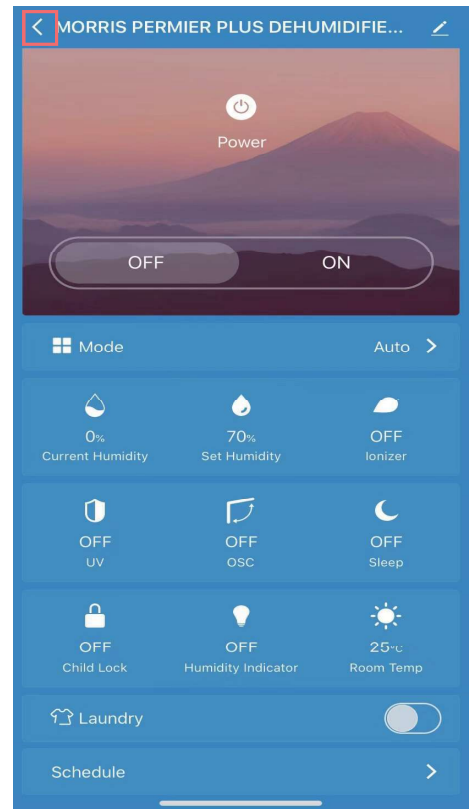 MORRIS PERMIER PLUS DEHUMIDIFIE...
Power
OFF ON
Mode Auto
0% 70% OFF
Current Humidity Set Humidity Ionizer
OFF OFF OFF
UV OSC Sleep
OFF OFF 25°C
Child Lock Humidity Indicator Room Temp
Laundry
Schedule